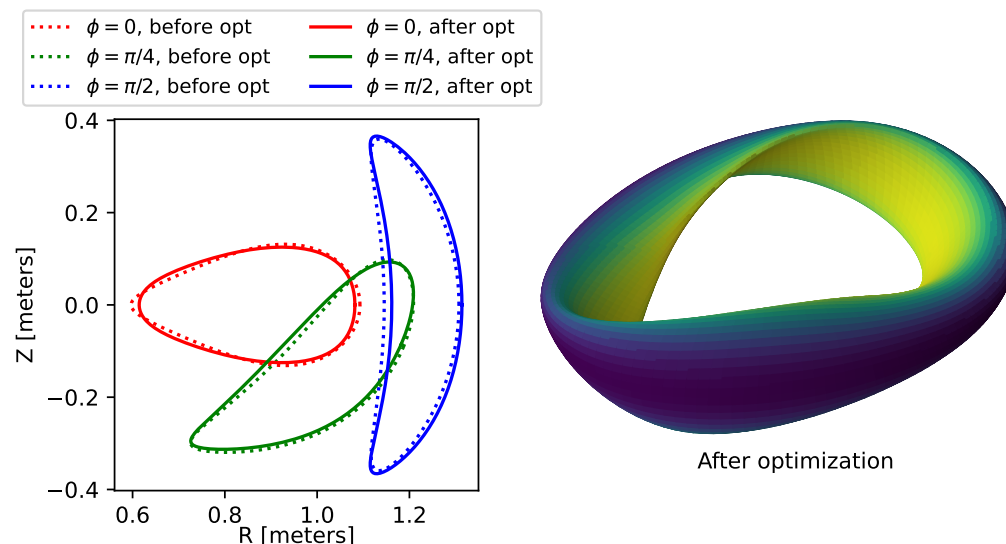 ϕ = 0, before opt
ϕ = π/4, before opt
ϕ = π/2, before opt
ϕ = 0, after opt
ϕ = π/4, after opt
ϕ = π/2, after opt
0.4
0.2
0.0
−0.2
−0.4
Z [meters]
0.6 0.8 1.0 1.2
R [meters]
After optimization